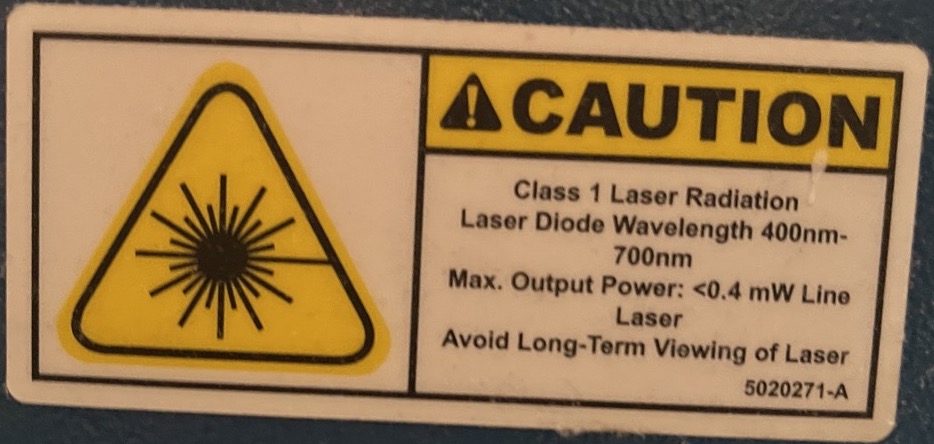 CAUTION
Class 1 Laser Radiation
Laser Diode Wavelength 400nm-
700nm
Max. Output Power: <0.4 mW Line
Laser
Avoid Long-Term Viewing of Laser
5020271-A